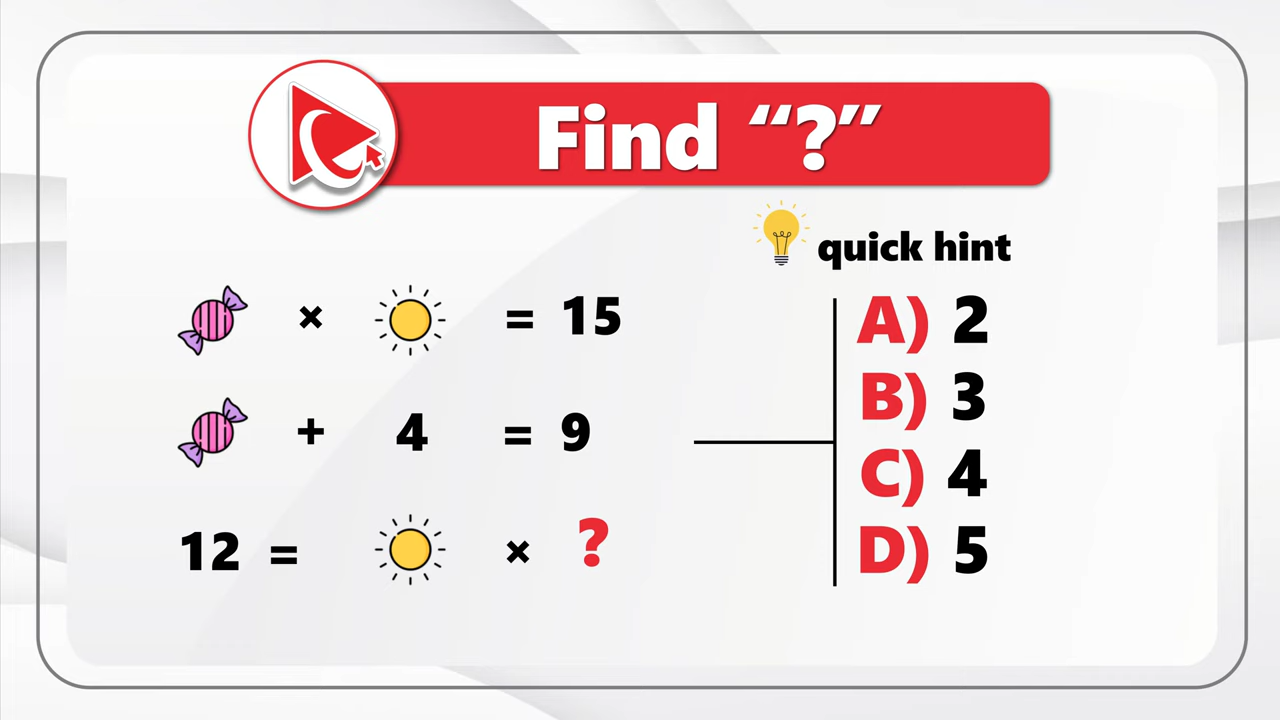 Find “?”
quick hint
× = 15
+ 4 = 9
12 = × ?
A) 2
B) 3
C) 4
D) 5